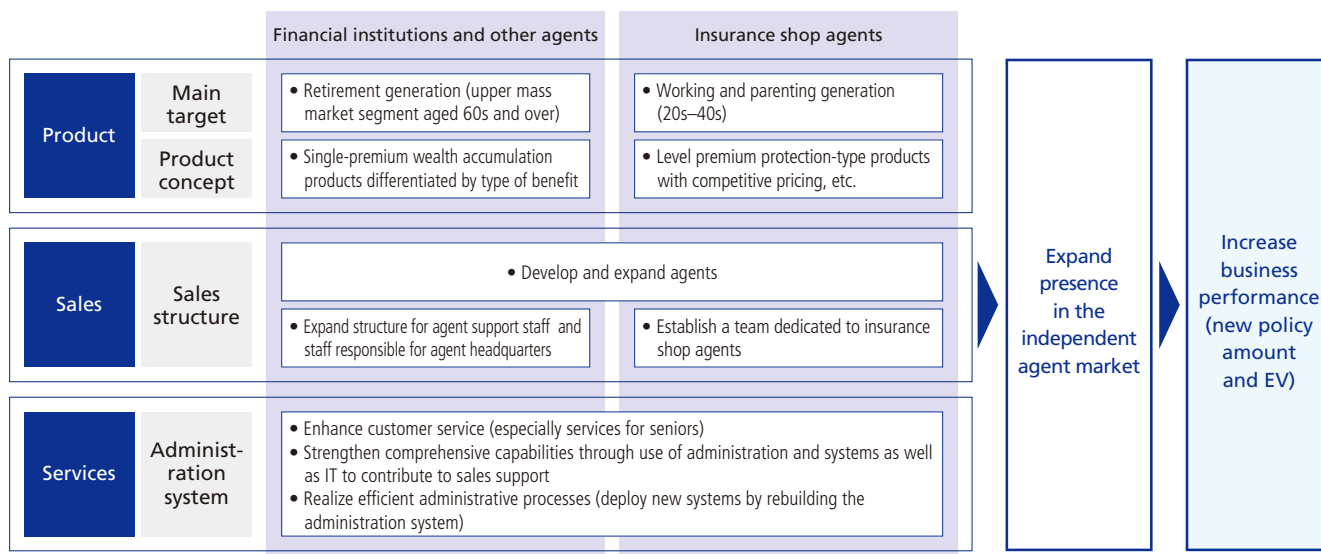 Financial institutions and other agents
Insurance shop agents
Product
Main
target
• Retirement generation (upper mass
market segment aged 60s and over)
• Working and parenting generation
(20s–40s)
Product
concept
• Single-premium wealth accumulation
products differentiated by type of benefit
• Level premium protection-type products
with competitive pricing, etc.
Sales
Sales
structure
• Develop and expand agents
• Expand structure for agent support staff and
staff responsible for agent headquarters
• Establish a team dedicated to insurance
shop agents
Services
Administ-
ration
system
• Enhance customer service (especially services for seniors)
• Strengthen comprehensive capabilities through use of administration and systems as well
as IT to contribute to sales support
• Realize efficient administrative processes (deploy new systems by rebuilding the
administration system)
Expand
presence
in the
independent
agent market
Increase
business
performance
(new policy
amount
and EV)